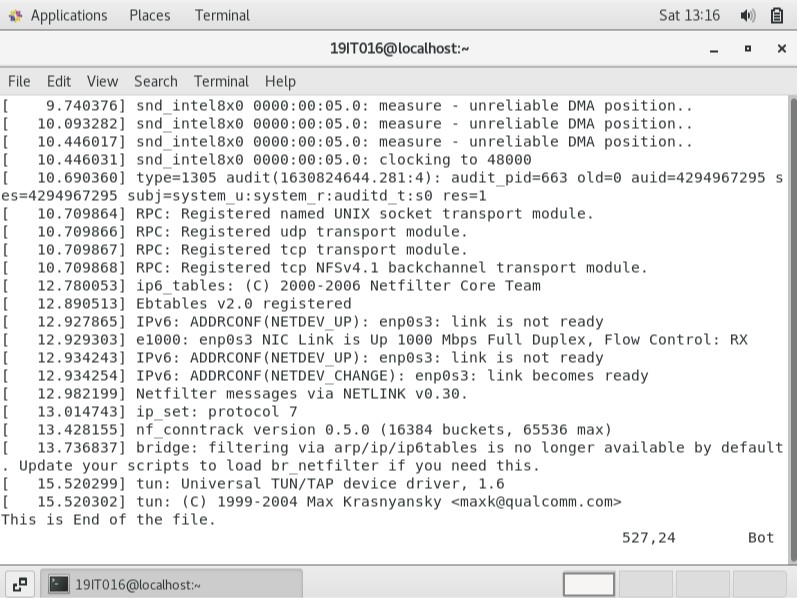 Applications Places Terminal Sat 13:16
19IT016@localhost:~
File Edit View Search Terminal Help
[    9.740376] snd_intel8x0 0000:00:05.0: measure - unreliable DMA position..
[   10.093282] snd_intel8x0 0000:00:05.0: measure - unreliable DMA position..
[   10.446017] snd_intel8x0 0000:00:05.0: measure - unreliable DMA position..
[   10.446031] snd_intel8x0 0000:00:05.0: clocking to 48000
[   10.690360] type=1305 audit(1630824644.281:4): audit_pid=663 old=0 auid=4294967295 s
es=4294967295 subj=system_u:system_r:auditd_t:s0 res=1
[   10.709864] RPC: Registered named UNIX socket transport module.
[   10.709866] RPC: Registered udp transport module.
[   10.709867] RPC: Registered tcp transport module.
[   10.709868] RPC: Registered tcp NFSv4.1 backchannel transport module.
[   12.780053] ip6_tables: (C) 2000-2006 Netfilter Core Team
[   12.890513] Ebtables v2.0 registered
[   12.927865] IPv6: ADDRCONF(NETDEV_UP): enp0s3: link is not ready
[   12.929303] e1000: enp0s3 NIC Link is Up 1000 Mbps Full Duplex, Flow Control: RX
[   12.934243] IPv6: ADDRCONF(NETDEV_UP): enp0s3: link is not ready
[   12.934254] IPv6: ADDRCONF(NETDEV_CHANGE): enp0s3: link becomes ready
[   12.982199] Netfilter messages via NETLINK v0.30.
[   13.014743] ip_set: protocol 7
[   13.428155] nf_conntrack version 0.5.0 (16384 buckets, 65536 max)
[   13.736837] bridge: filtering via arp/ip/ip6tables is no longer available by default
. Update your scripts to load br_netfilter if you need this.
[   15.520299] tun: Universal TUN/TAP device driver, 1.6
[   15.520302] tun: (C) 1999-2004 Max Krasnyansky <maxk@qualcomm.com>
This is End of the file.
527,24 Bot
19IT016@localhost:~